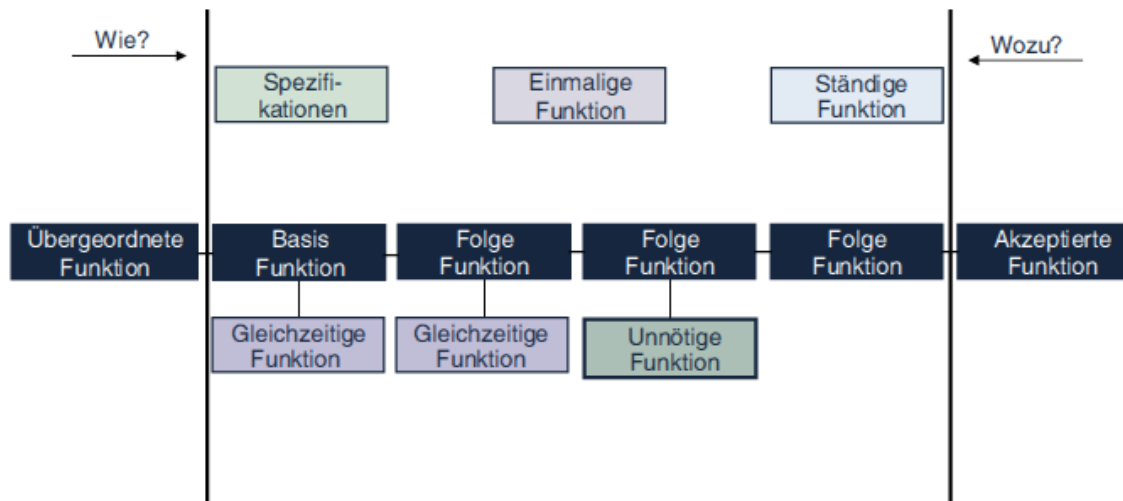 Wie?
Wozu?
Spezifi-
kationen
Einmalige
Funktion
Ständige
Funktion
Übergeordnete
Funktion
Basis
Funktion
Folge
Funktion
Folge
Funktion
Folge
Funktion
Akzeptierte
Funktion
Gleichzeitige
Funktion
Gleichzeitige
Funktion
Unnötige
Funktion